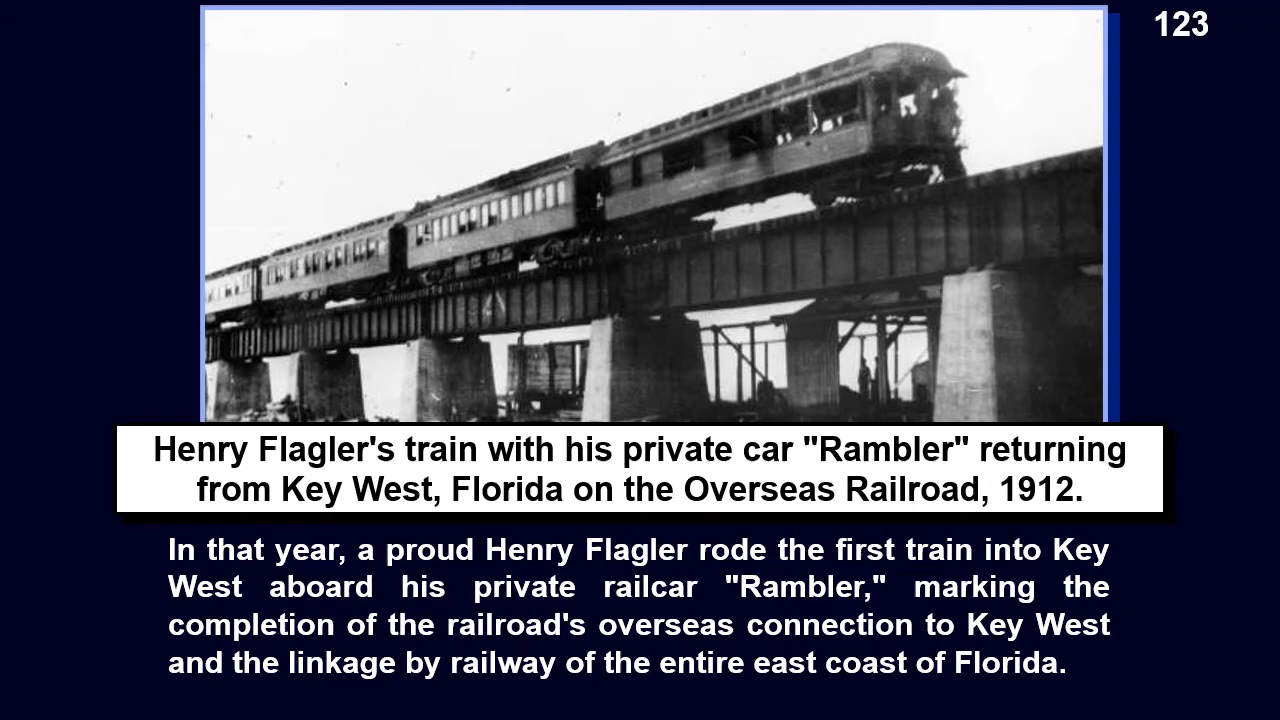 123
Henry Flagler's train with his private car "Rambler" returning
from Key West, Florida on the Overseas Railroad, 1912.
In that year, a proud Henry Flagler rode the first train into Key
West aboard his private railcar "Rambler," marking the
completion of the railroad's overseas connection to Key West
and the linkage by railway of the entire east coast of Florida.